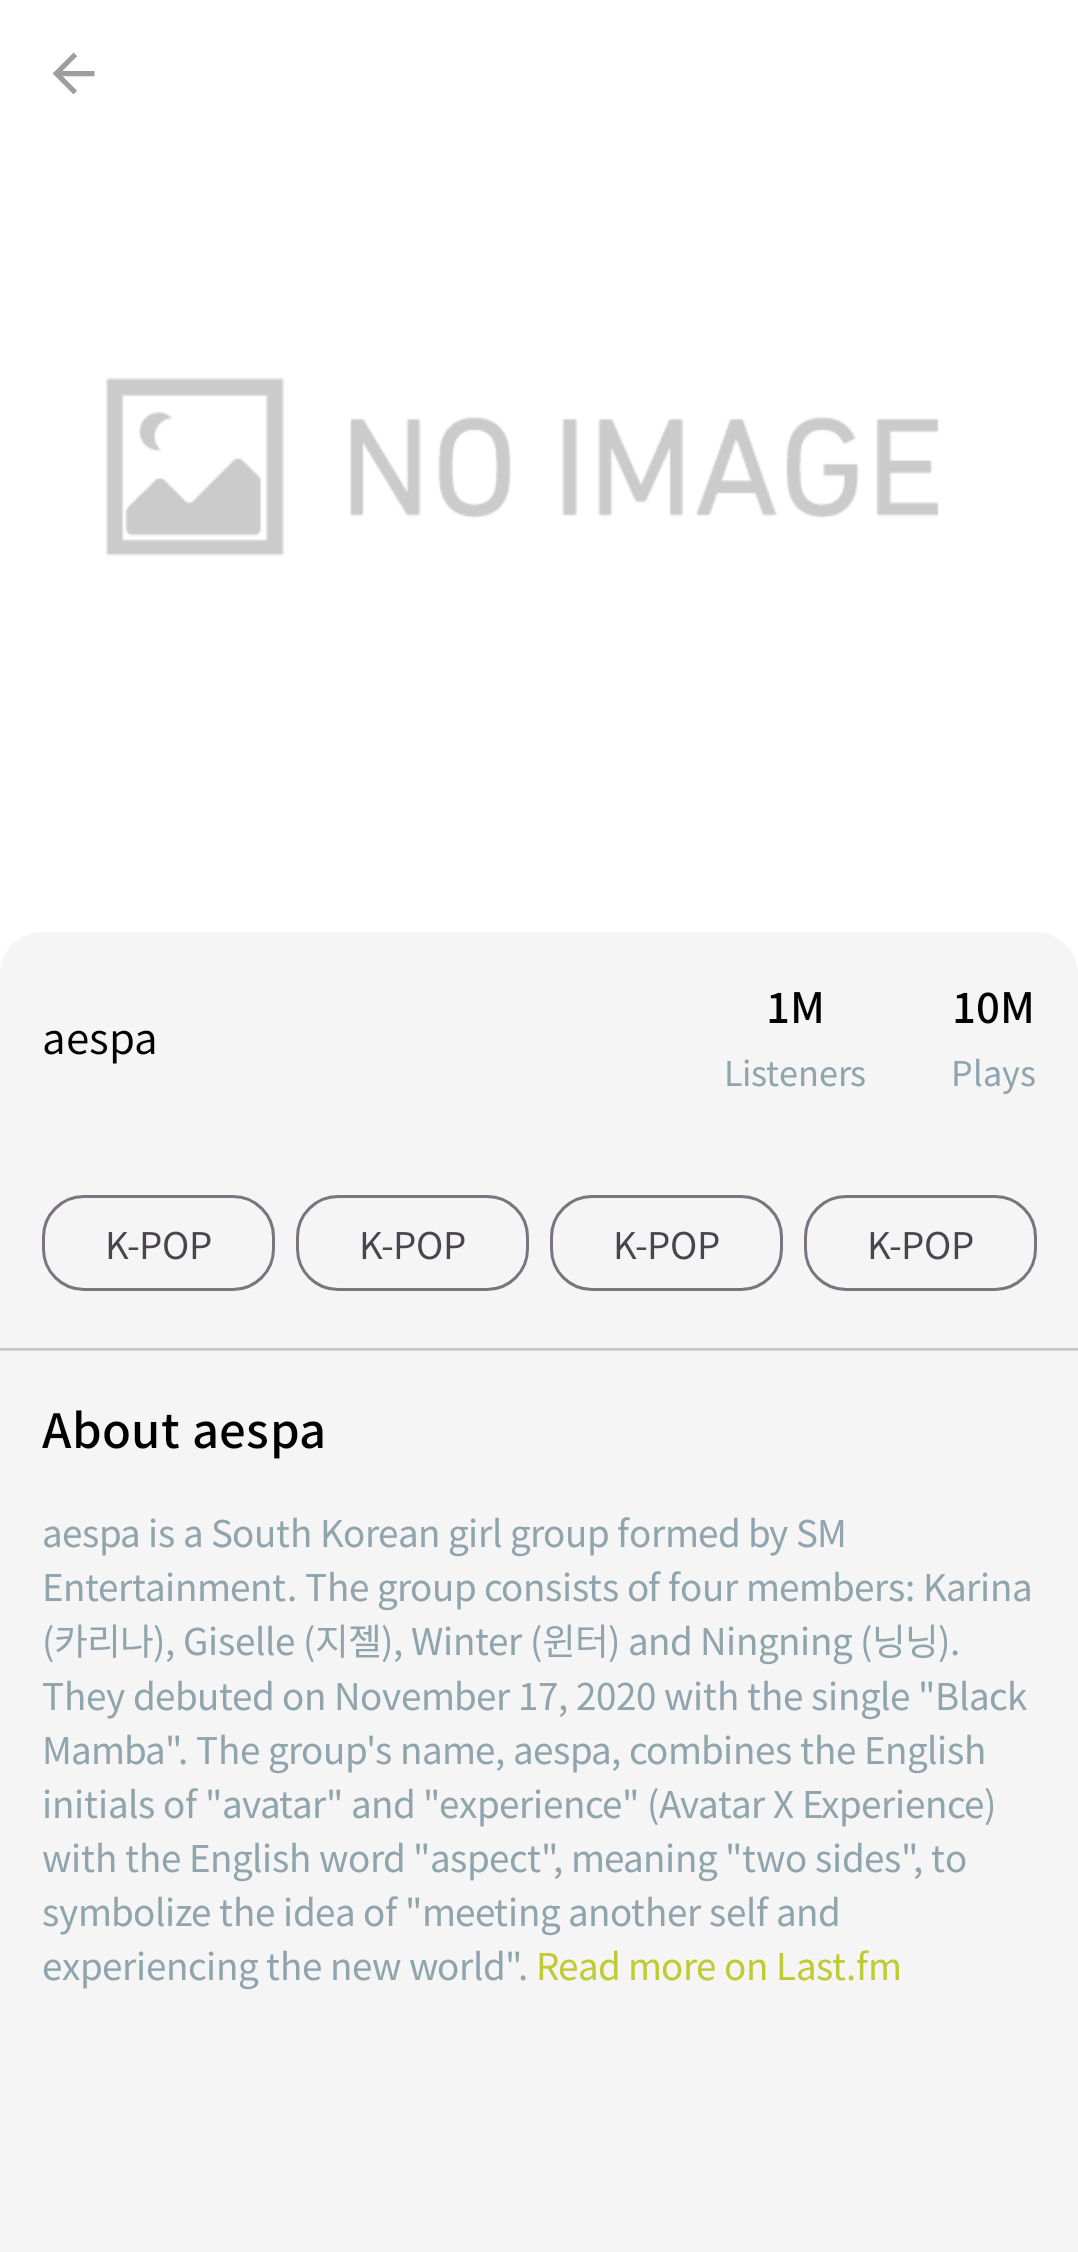 NO IMAGE
aespa
1M
Listeners
10M
Plays
K-POP
K-POP
K-POP
K-POP
About aespa
aespa is a South Korean girl group formed by SM
Entertainment. The group consists of four members: Karina
(카리나), Giselle (지젤), Winter (윈터) and Ningning (닝닝).
They debuted on November 17, 2020 with the single "Black
Mamba". The group's name, aespa, combines the English
initials of "avatar" and "experience" (Avatar X Experience)
with the English word "aspect", meaning "two sides", to
symbolize the idea of "meeting another self and
experiencing the new world". Read more on Last.fm